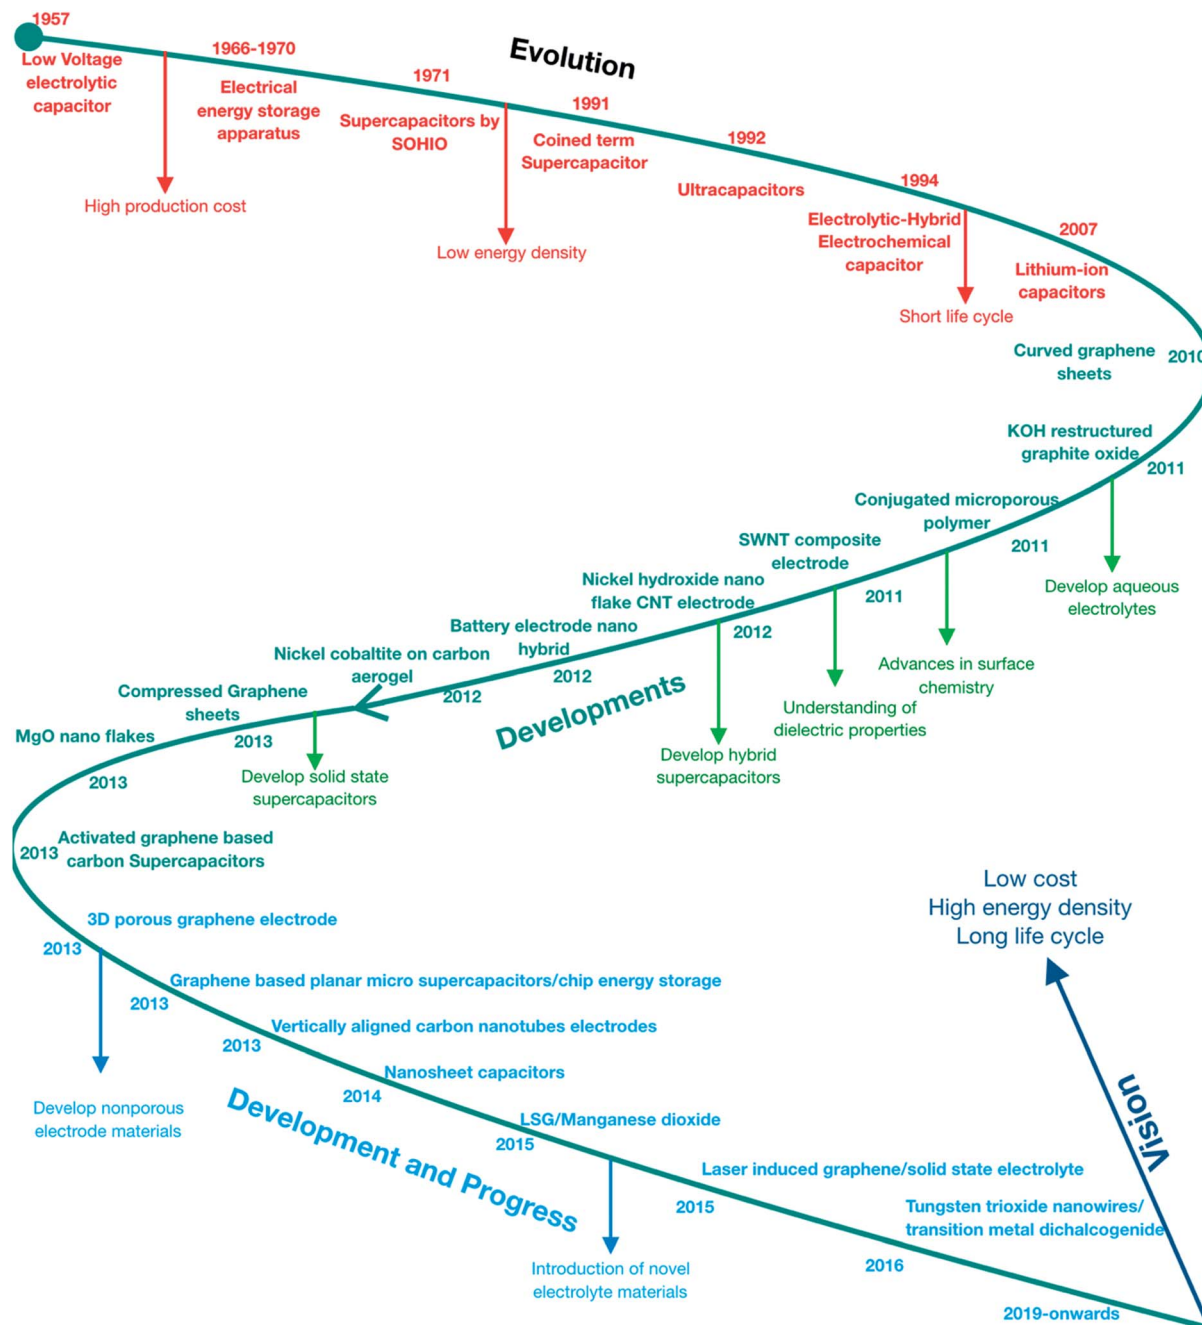 1957
Low Voltage
electrolytic
capacitor
High production cost
1966-1970
Electrical
energy storage
apparatus
1971
Supercapacitors by
SOHIO
Low energy density
Evolution
1991
Coined term
Supercapacitor
1992
Ultracapacitors
1994
Electrolytic-Hybrid
Electrochemical
capacitor
Short life cycle
2007
Lithium-ion
capacitors
Curved graphene
sheets
2010
KOH restructured
graphite oxide
2011
Develop aqueous
electrolytes
Conjugated microporous
polymer
2011
Advances in surface
chemistry
SWNT composite
electrode
2011
Understanding of
dielectric properties
Nickel hydroxide nano
flake CNT electrode
2012
Develop hybrid
supercapacitors
Battery electrode nano
hybrid
2012
Developments
Nickel cobaltite on carbon
aerogel
2012
Compressed Graphene
sheets
2013
Develop solid state
supercapacitors
MgO nano flakes
2013
2013
Activated graphene based
carbon Supercapacitors
3D porous graphene electrode
2013
Develop nonporous
electrode materials
Graphene based planar micro supercapacitors/chip energy storage
2013
Vertically aligned carbon nanotubes electrodes
2013
Nanosheet capacitors
2014
Development and Progress
LSG/Manganese dioxide
2015
Introduction of novel
electrolyte materials
Laser induced graphene/solid state electrolyte
2015
Tungsten trioxide nanowires/
transition metal dichalcogenide
2016
2019-onwards
Low cost
High energy density
Long life cycle
Vision